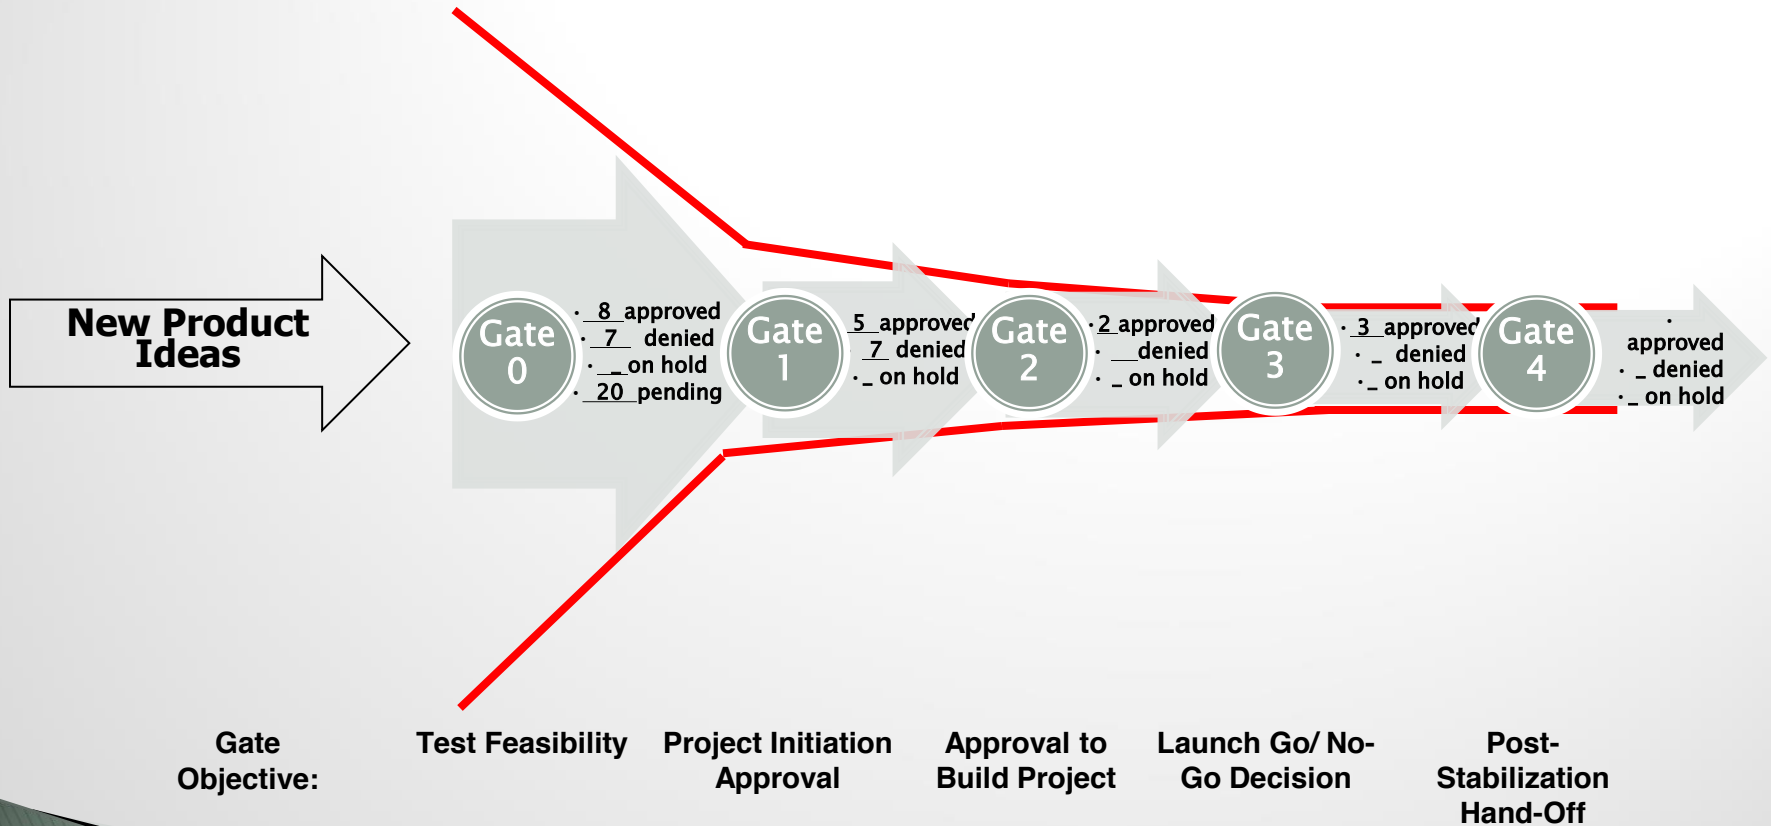 New Product
Ideas
Gate
0
· 8 approved
· 7 denied
· _ on hold
· 20 pending
Gate
1
5 approved
· 7 denied
· _ on hold
Gate
2
· 2 approved
· __denied
· _ on hold
Gate
3
· 3 approved
· _ denied
· _ on hold
Gate
4
·
approved
· _ denied
· _ on hold
Gate
Objective:
Test Feasibility
Project Initiation
Approval
Approval to
Build Project
Launch Go/ No-
Go Decision
Post-
Stabilization
Hand-Off